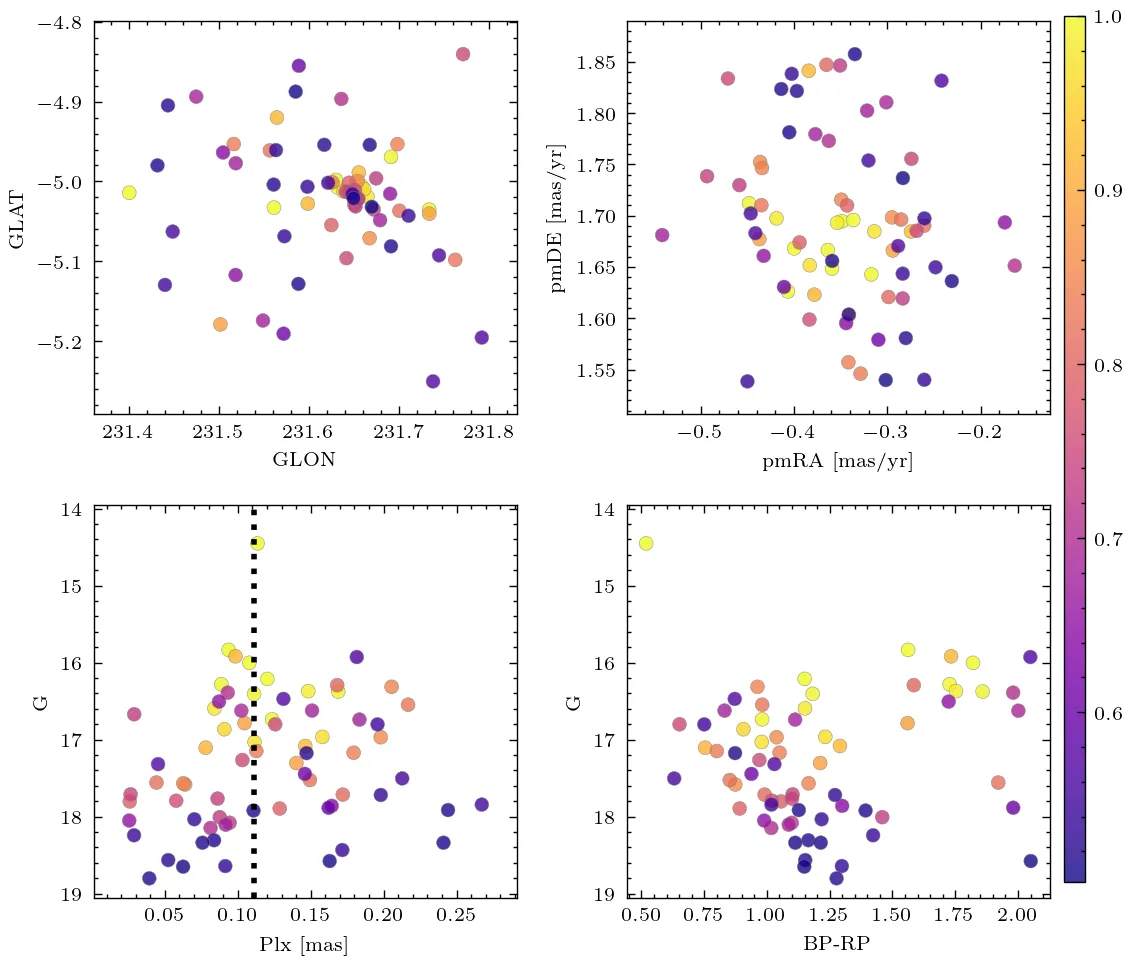 −4.8
−4.9
−5.0
−5.1
−5.2
GLAT
231.4 231.5 231.6 231.7 231.8
GLON
1.85
1.80
1.75
1.70
1.65
1.60
1.55
pmDE [mas/yr]
−0.5 −0.4 −0.3 −0.2
pmRA [mas/yr]
14
15
16
17
18
19
G
0.05 0.10 0.15 0.20 0.25
Plx [mas]
14
15
16
17
18
19
G
0.50 0.75 1.00 1.25 1.50 1.75 2.00
BP-RP
1.0
0.9
0.8
0.7
0.6